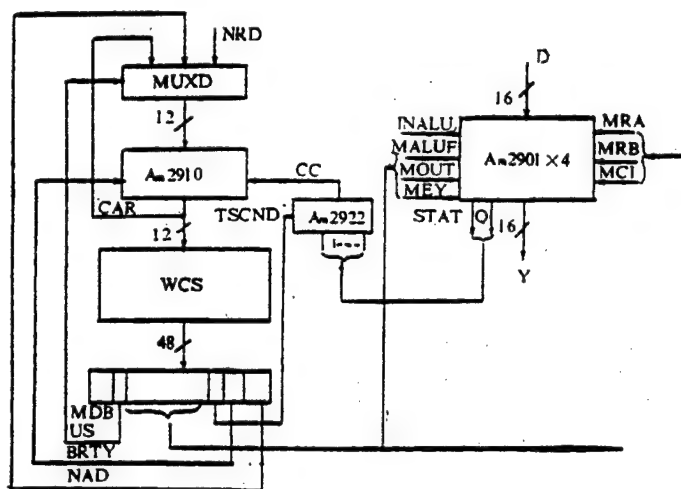 NRD
MUXD
12
Am2910
CC
CAR
12
TSCND
Am2922
WCS
48
MDB
US
BRTY
NAD
D
16
INALU
MALUF
MOUT
MEY
Am2901×4
MRA
MRB
MCI
STAT
O
16
Y